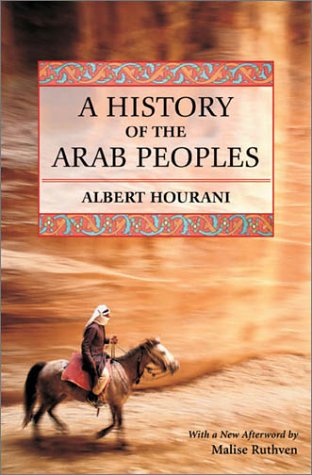 A HISTORY
OF THE
ARAB PEOPLES
ALBERT HOURANI
With a New Afterword by
Malise Ruthven